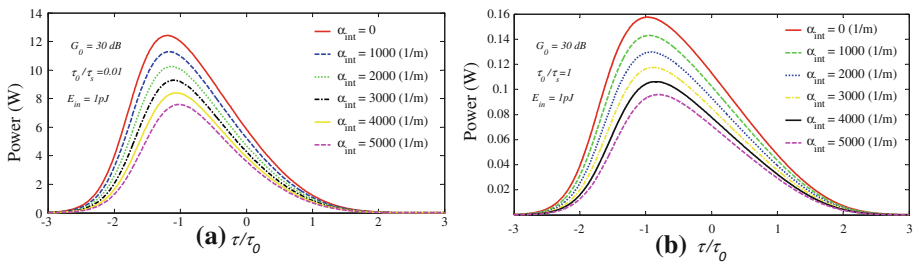 14
12
10
8
6
4
2
0
Power (W)
G0 = 30 dB
τ0/τs =0.01
Ein = 1pJ
αint = 0
αint = 1000 (1/m)
αint = 2000 (1/m)
αint = 3000 (1/m)
αint = 4000 (1/m)
αint = 5000 (1/m)
-3 -2 -1 0 1 2 3
(a) τ/τ0
0.16
0.14
0.12
0.1
0.08
0.06
0.04
0.02
Power (W)
G0 = 30 dB
τ0/τs =1
Ein = 1pJ
αint = 0 (1/m)
αint = 1000 (1/m)
αint = 2000 (1/m)
αint = 3000 (1/m)
αint = 4000 (1/m)
αint = 5000 (1/m)
-3 -2 -1 0 1 2 3
(b) τ/τ0